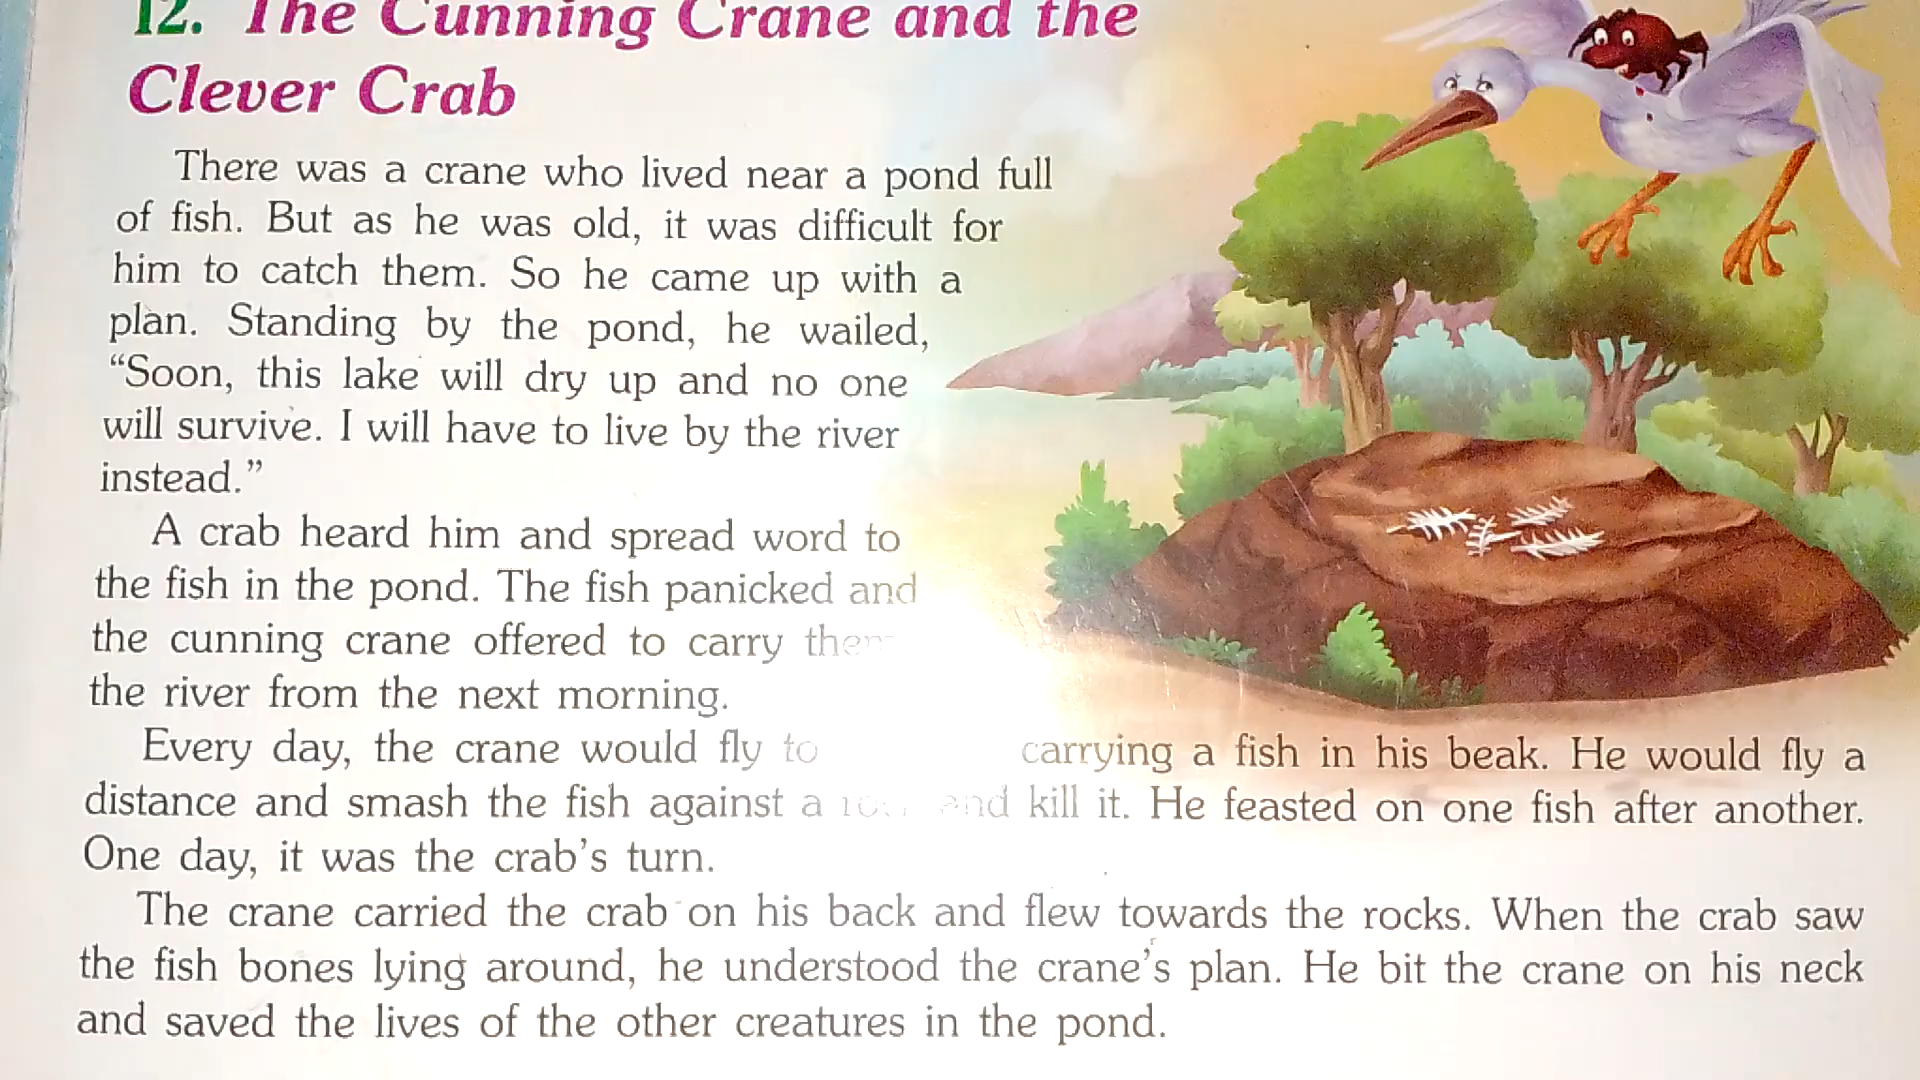 12. The Cunning Crane and the
Clever Crab
There was a crane who lived near a pond full
of fish. But as he was old, it was difficult for
him to catch them. So he came up with a
plan. Standing by the pond, he wailed,
“Soon, this lake will dry up and no one
will survive. I will have to live by the river
instead.”
A crab heard him and spread word to
the fish in the pond. The fish panicked and
the cunning crane offered to carry them
the river from the next morning.
Every day, the crane would fly to carrying a fish in his beak. He would fly a
distance and smash the fish against a and kill it. He feasted on one fish after another.
One day, it was the crab’s turn.
The crane carried the crab on his back and flew towards the rocks. When the crab saw
the fish bones lying around, he understood the crane’s plan. He bit the crane on his neck
and saved the lives of the other creatures in the pond.